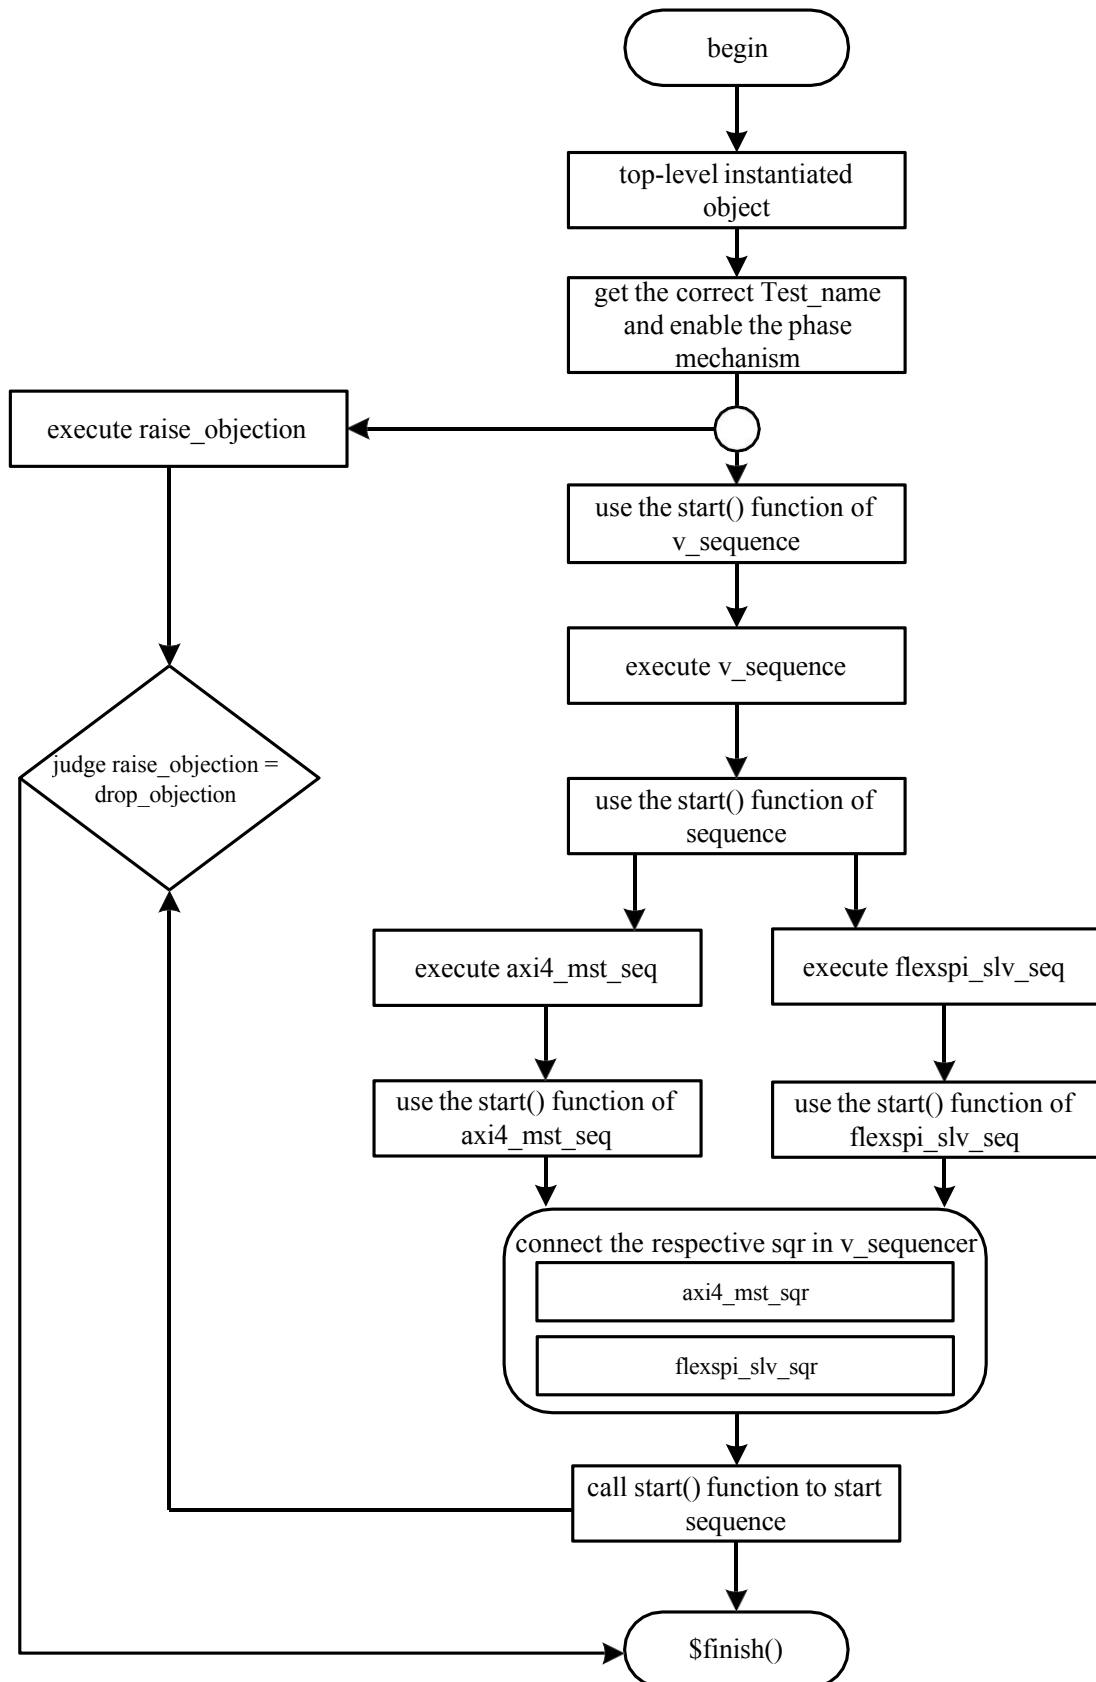 begin
top-level instantiated
object
get the correct Test_name
and enable the phase
mechanism
execute raise_objection
use the start() function of
v_sequence
execute v_sequence
judge raise_objection =
drop_objection
use the start() function of
sequence
execute axi4_mst_seq
execute flexspi_slv_seq
use the start() function of
axi4_mst_seq
use the start() function of
flexspi_slv_seq
connect the respective sqr in v_sequencer
axi4_mst_sqr
flexspi_slv_sqr
call start() function to start
sequence
$finish()